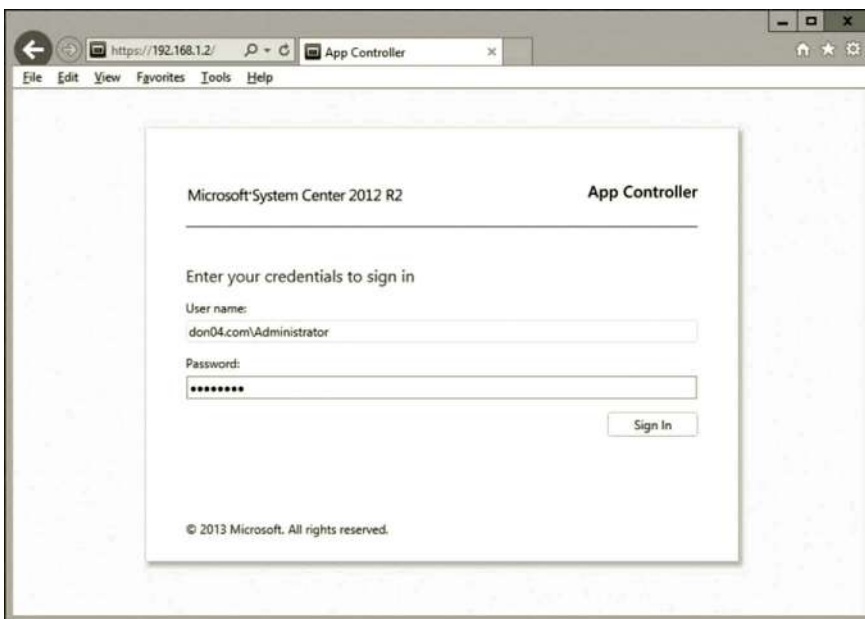 https://192.168.1.2/
App Controller
File Edit View Favorites Tools Help
Microsoft System Center 2012 R2
App Controller
Enter your credentials to sign in
User name:
don04.com\Administrator
Password:
••••••••
Sign In
© 2013 Microsoft. All rights reserved.